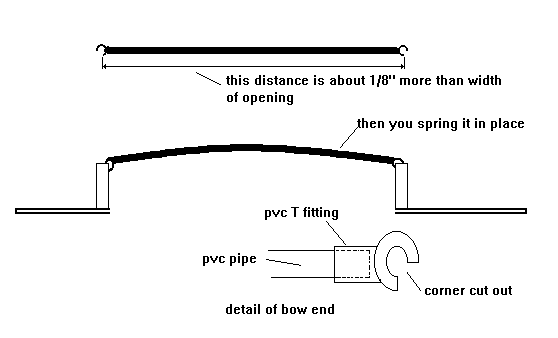 this distance is about 1/8" more than width
of opening
then you spring it in place
pvc T fitting
pvc pipe
corner cut out
detail of bow end